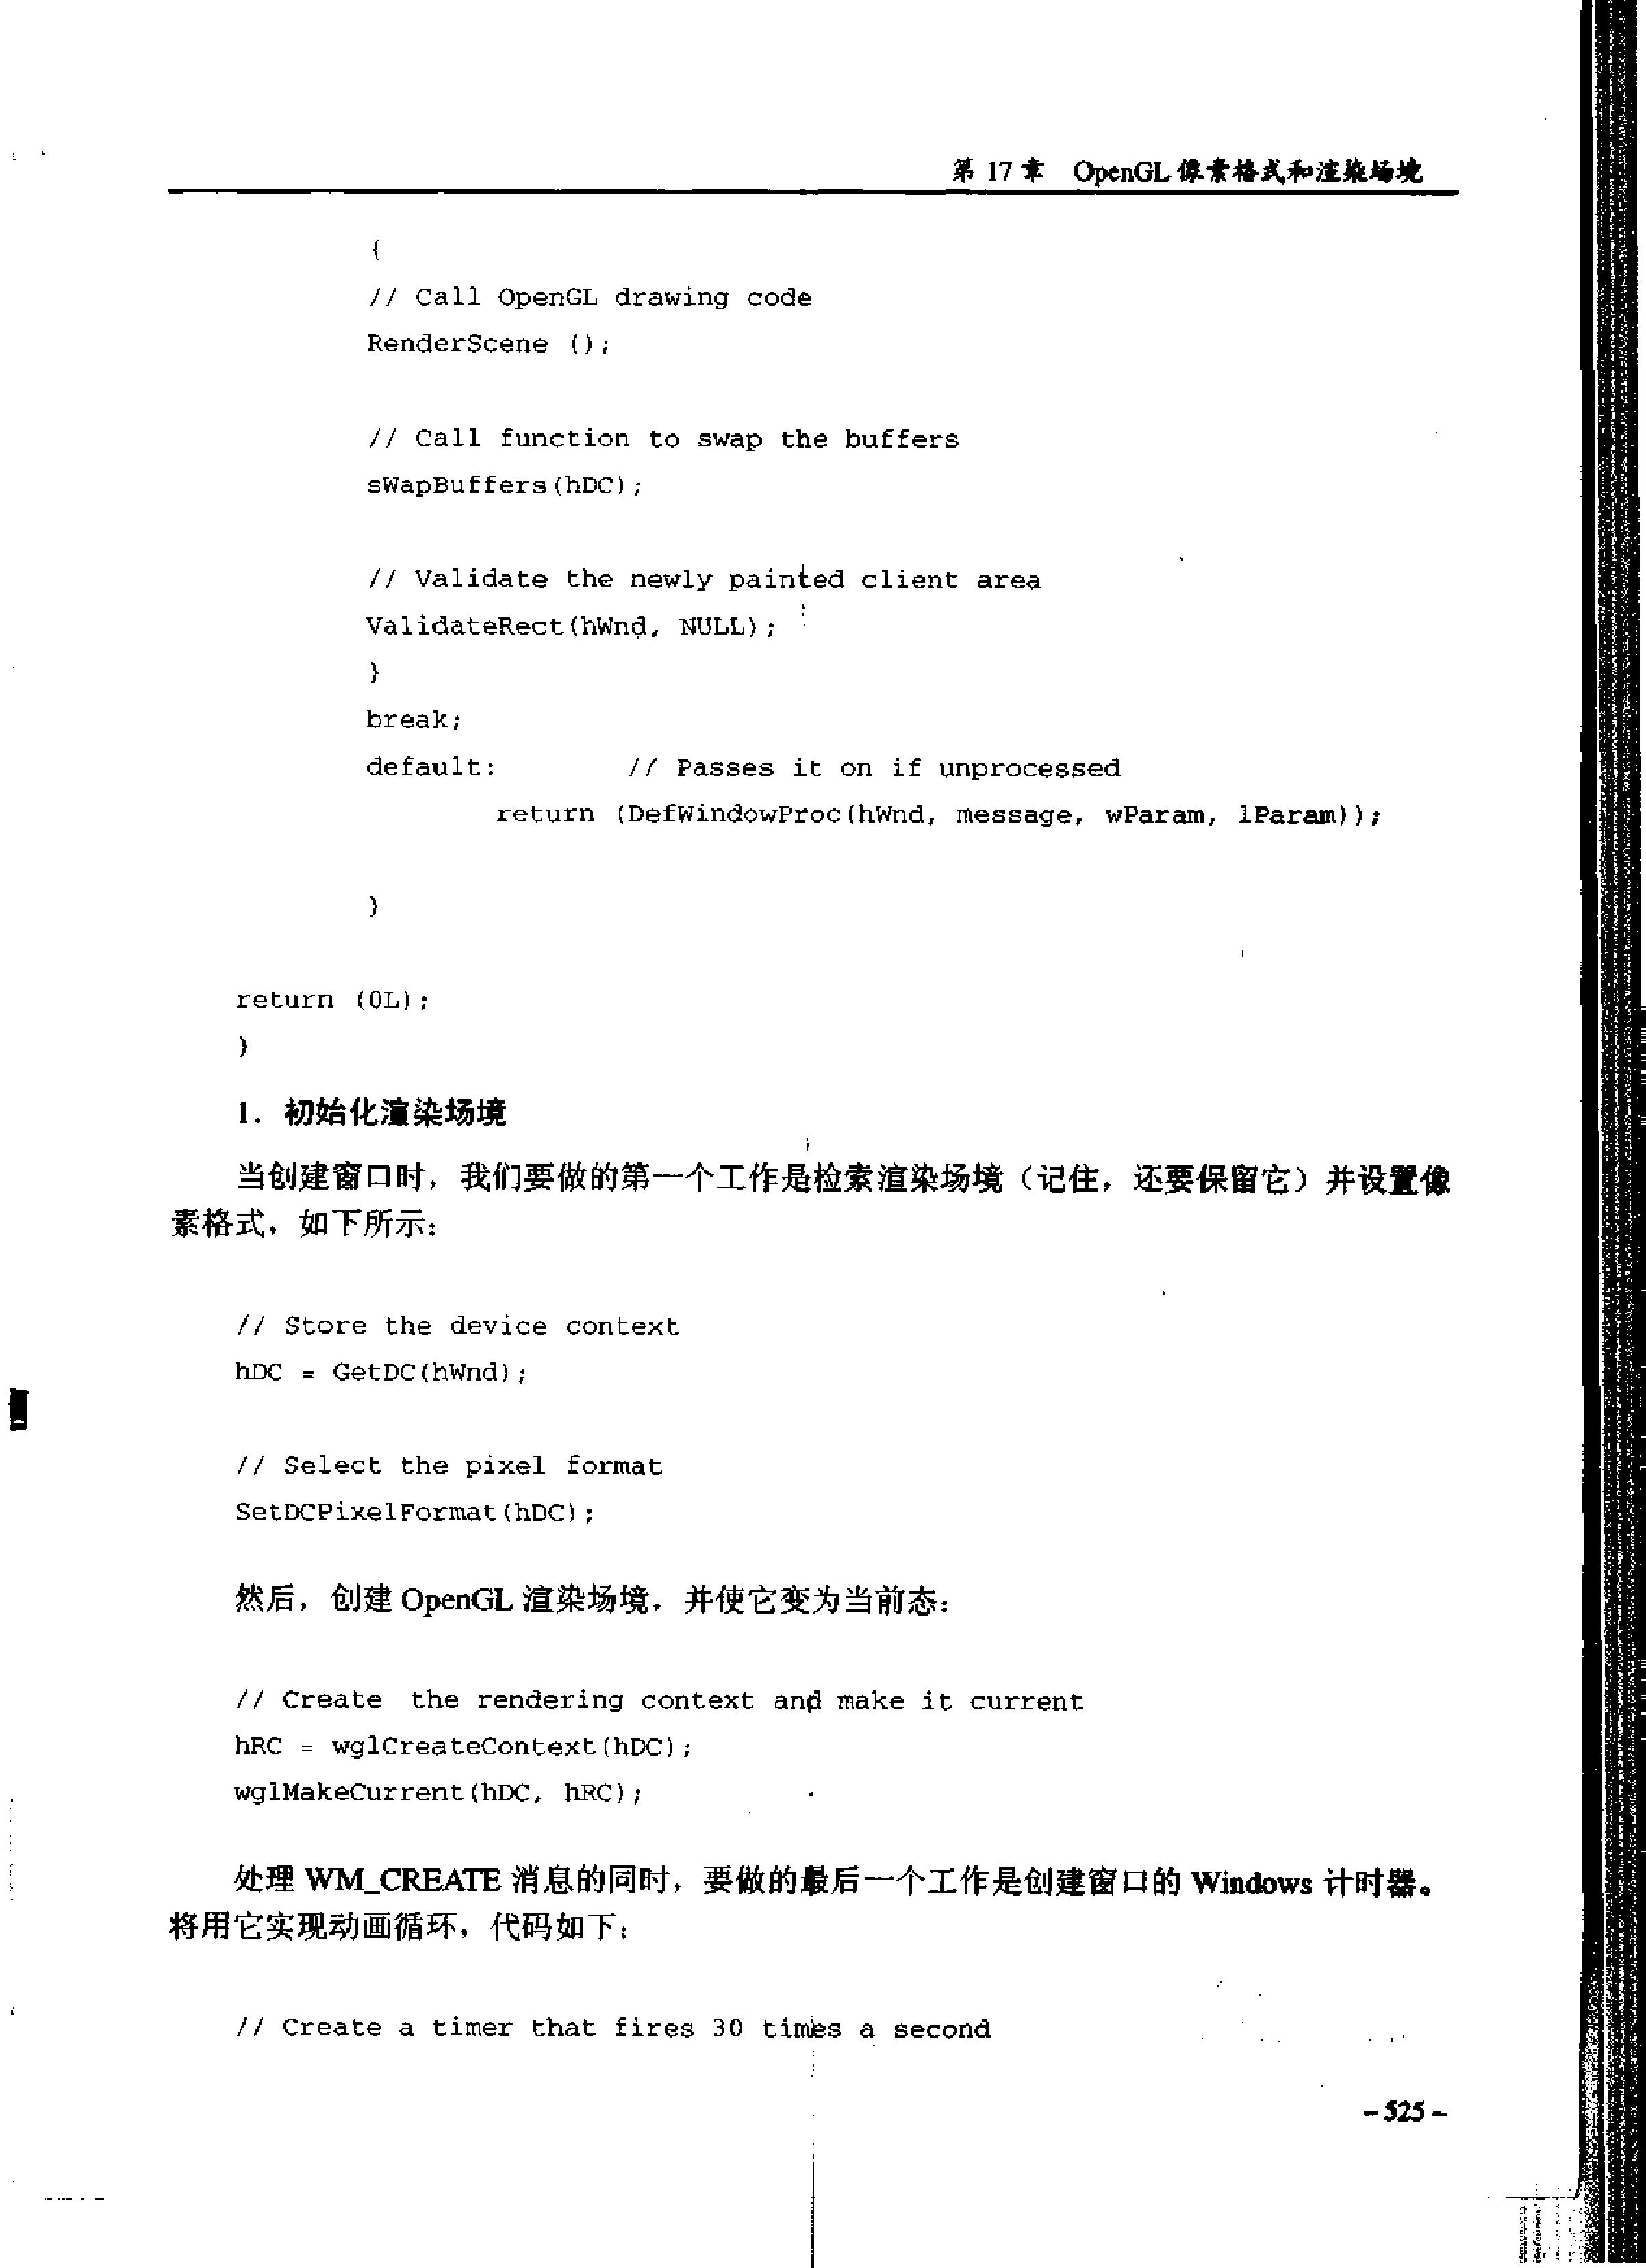 第 17 章 OpenGL 像素格式和渲染场境
{
// Call OpenGL drawing code
RenderScene ();
// Call function to swap the buffers
sWapBuffers(hDC);
// Validate the newly painted client area
ValidateRect(hWnd, NULL);
}
break;
default: // Passes it on if unprocessed
return (DefWindowProc(hWnd, message, wParam, lParam));
}
return (0L);
}
1. 初始化渲染场境
当创建窗口时，我们要做的第一个工作是检索渲染场境（记住，还要保留它）并设置像
素格式，如下所示：
// Store the device context
hDC = GetDC(hWnd);
// Select the pixel format
SetDCPixelFormat(hDC);
然后，创建 OpenGL 渲染场境，并使它变为当前态：
// Create the rendering context and make it current
hRC = wglCreateContext(hDC);
wglMakeCurrent(hDC, hRC);
处理 WM_CREATE 消息的同时，要做的最后一个工作是创建窗口的 Windows 计时器。
将用它实现动画循环，代码如下：
// Create a timer that fires 30 times a second
-525-